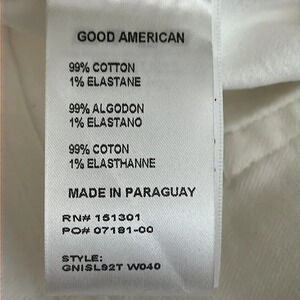 GOOD AMERICAN
99% COTTON
1% ELASTANE
99% ALGODON
1% ELASTANO
99% COTON
1% ELASTHANNE
MADE IN PARAGUAY
RN# 151301
PO# 07181-00
STYLE:
GNISL92T W040